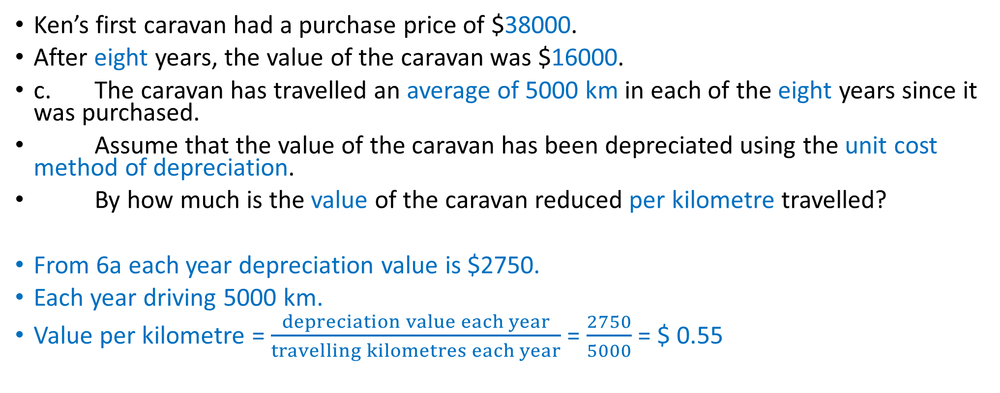 • Ken’s first caravan had a purchase price of $38000.
• After eight years, the value of the caravan was $16000.
• c. The caravan has travelled an average of 5000 km in each of the eight years since it
was purchased.
• Assume that the value of the caravan has been depreciated using the unit cost
method of depreciation.
• By how much is the value of the caravan reduced per kilometre travelled?
• From 6a each year depreciation value is $2750.
• Each year driving 5000 km.
• Value per kilometre = depreciation value each year / travelling kilometres each year = 2750 / 5000 = $ 0.55